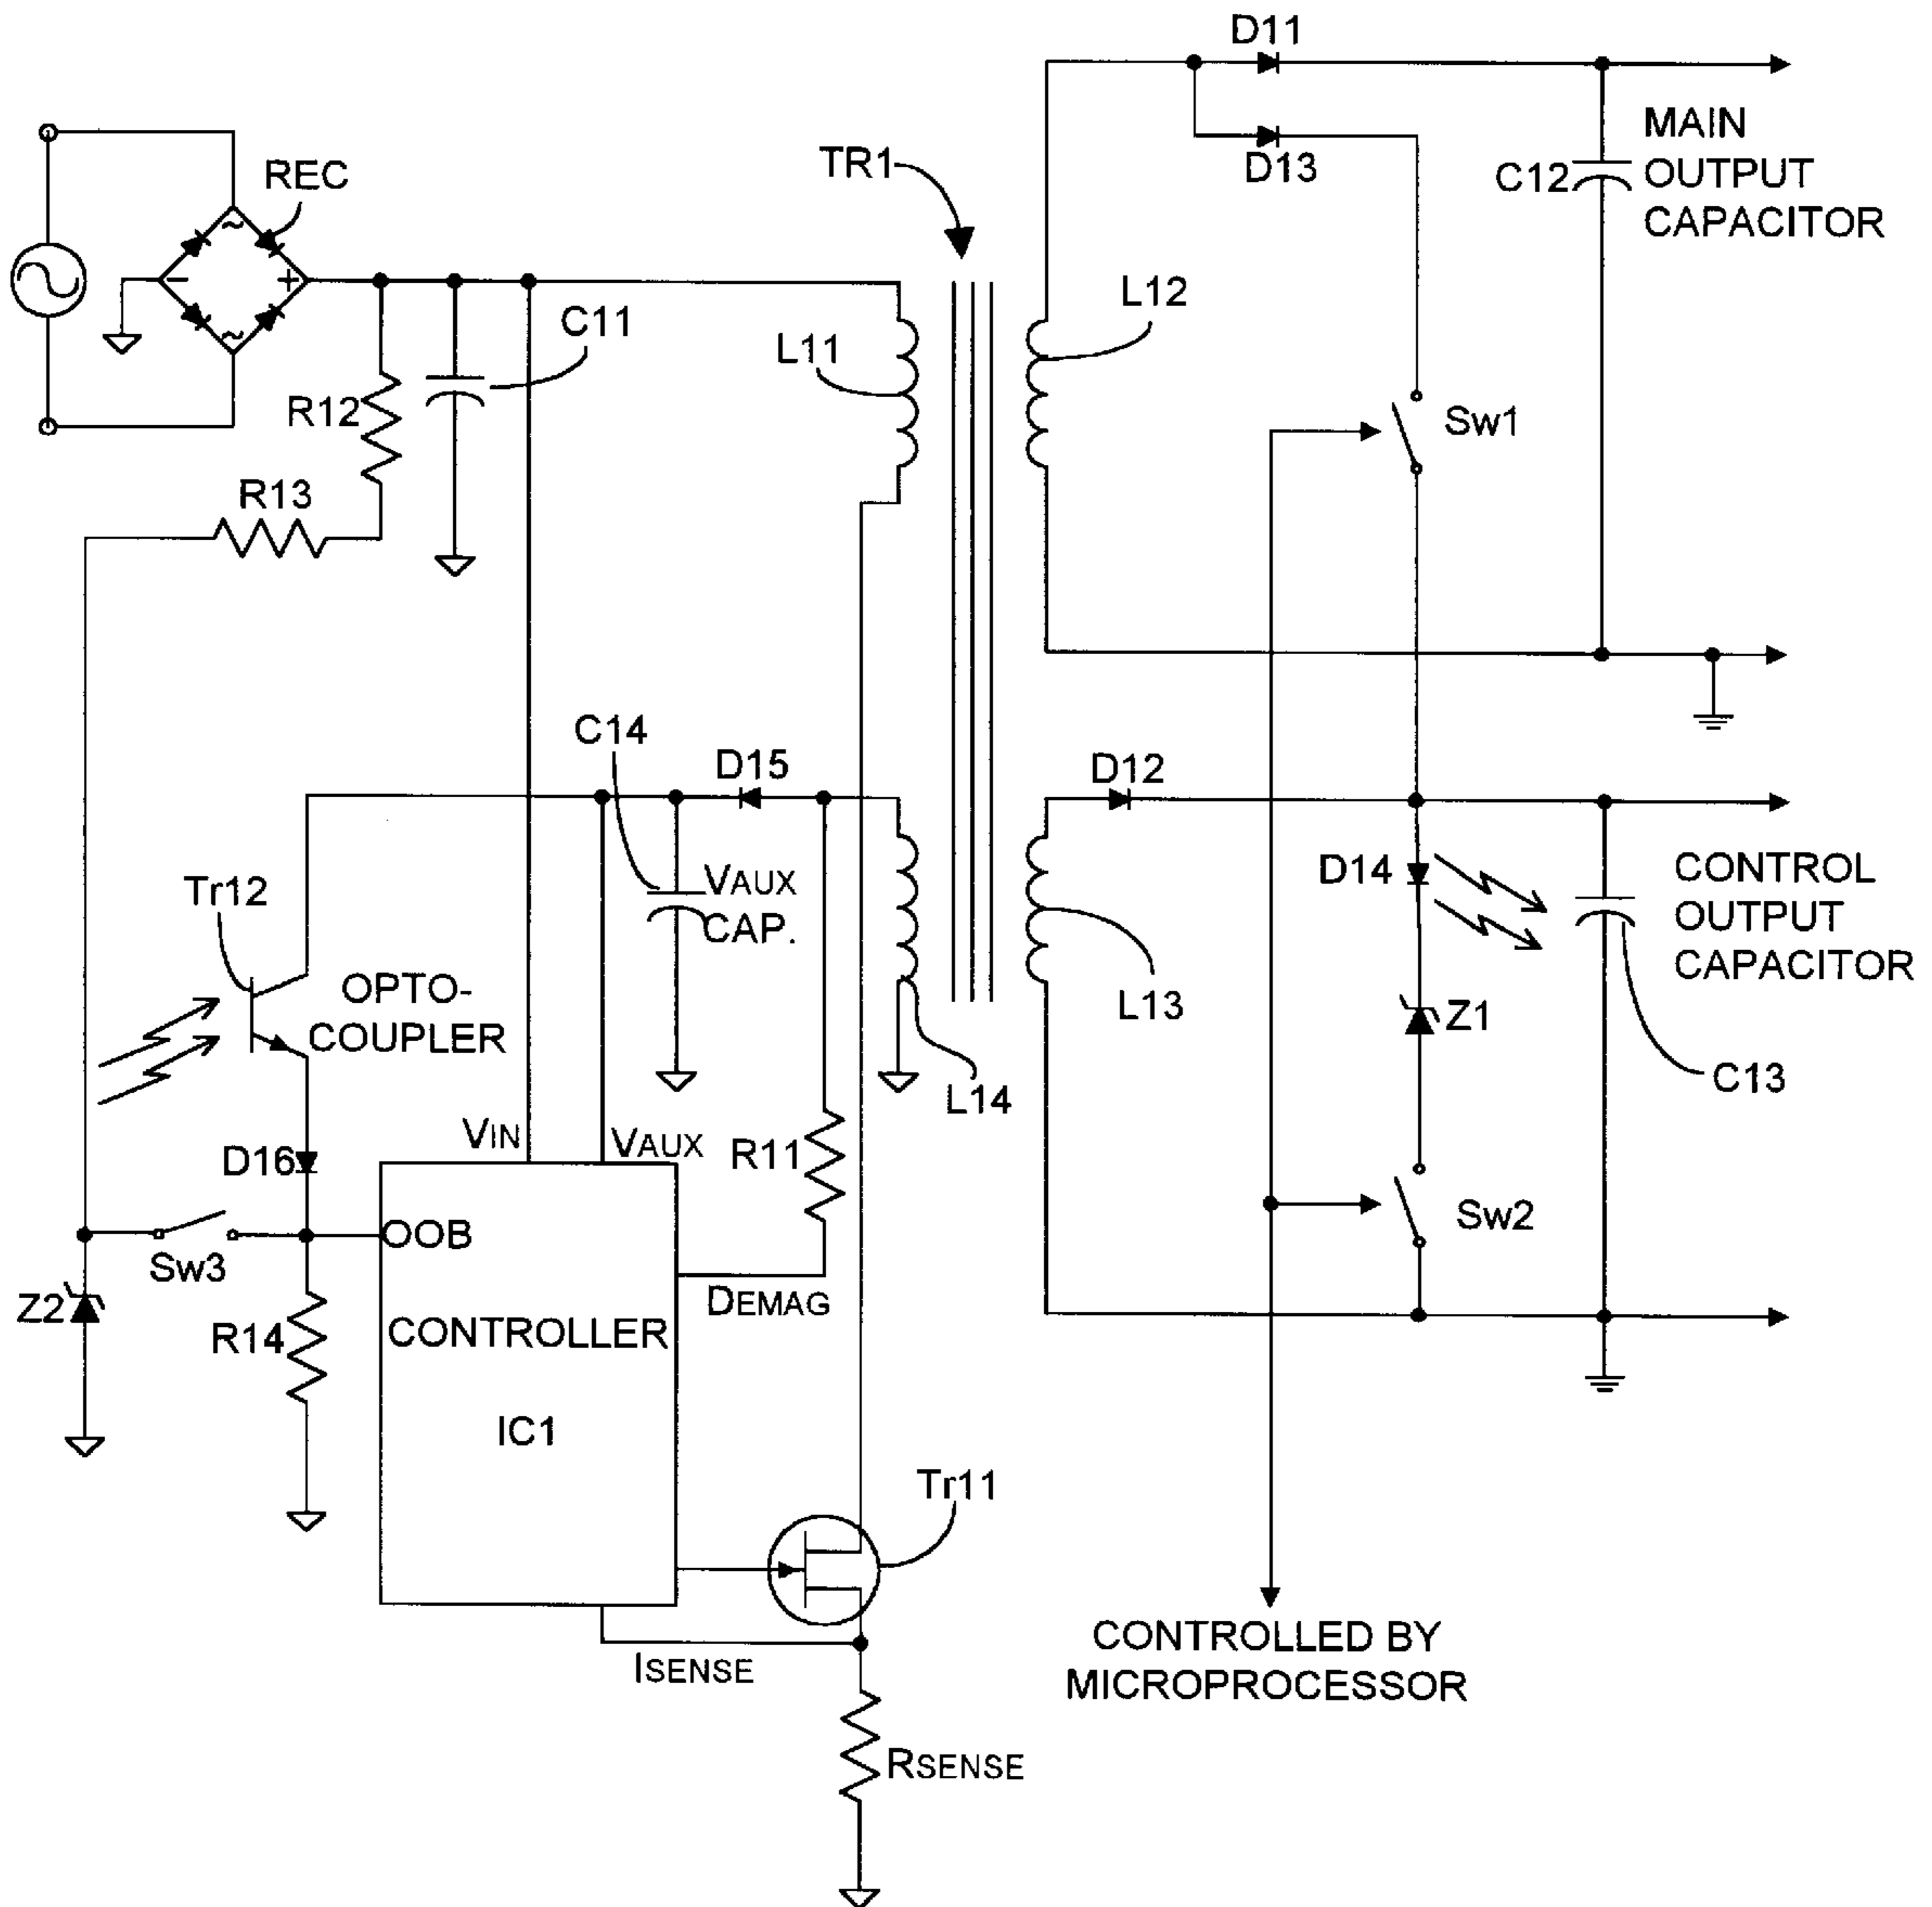 D11
MAIN
OUTPUT
CAPACITOR
D13
C12
TR1
REC
~
−
+
~
C11
L11
L12
R12
Sw1
R13
C14
D15
D12
VAUX
CAP.
D14
CONTROL
OUTPUT
CAPACITOR
Tr12
OPTO-
COUPLER
L13
Z1
C13
L14
VIN
VAUX
R11
D16
OOB
Sw2
Sw3
DEMAG
Z2
R14
CONTROLLER
IC1
Tr11
ISENSE
CONTROLLED BY
MICROPROCESSOR
RSENSE